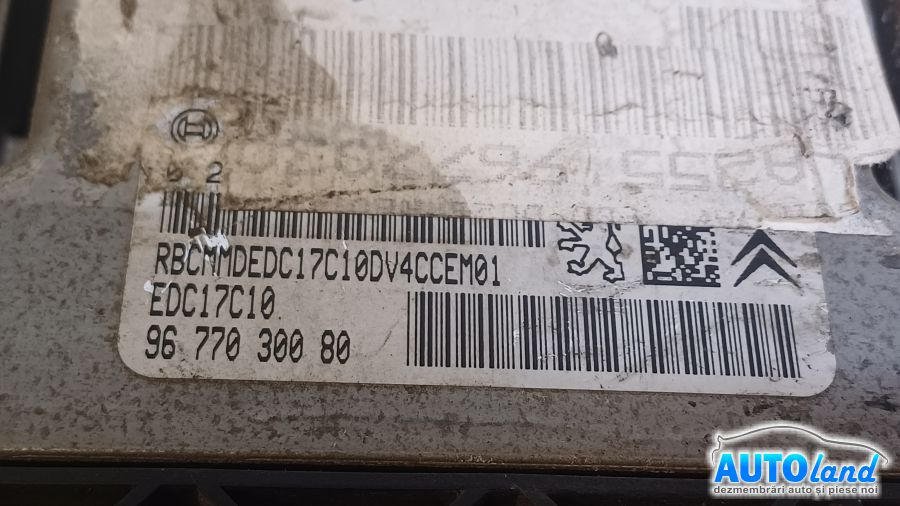 RBCMMDEDC17C10DV4CCEM01
EDC17C10
96 770 300 80
AUTOland
dezmembrări auto și piese noi